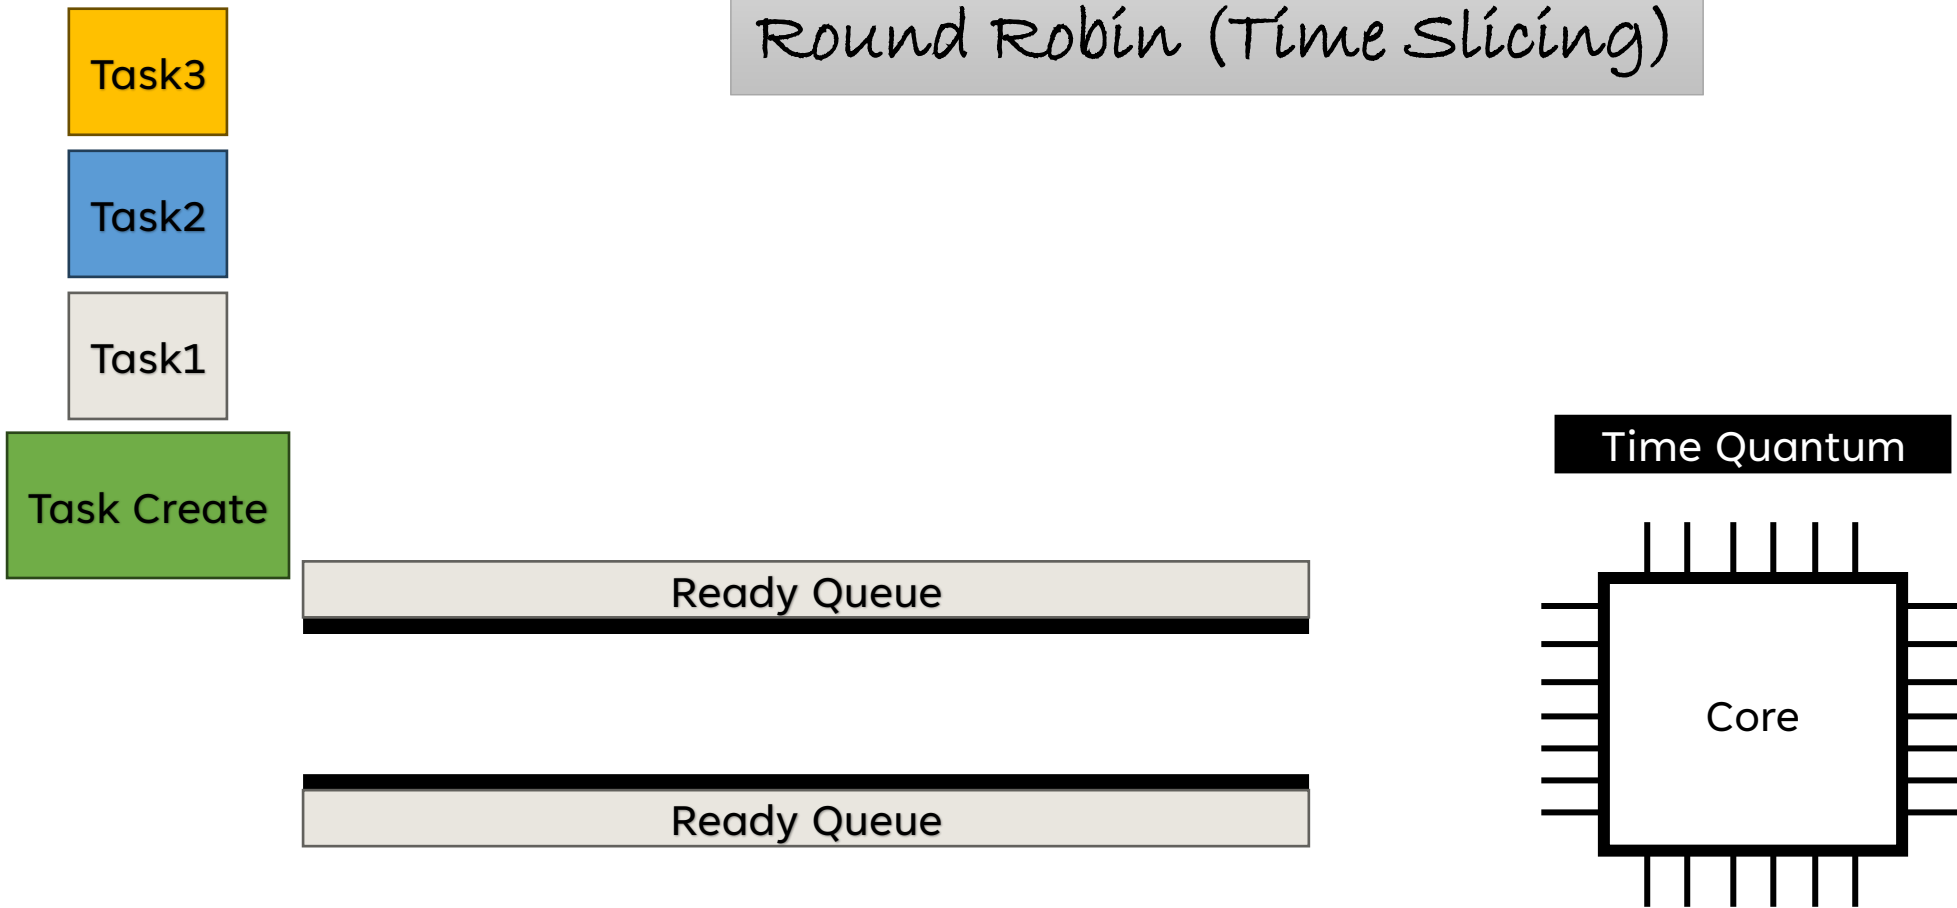 Round Robin (Time Slicing)
Task3
Task2
Task1
Task Create
Time Quantum
Ready Queue
Core
Ready Queue